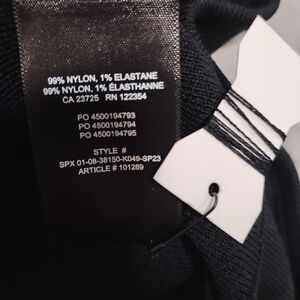 99% NYLON, 1% ELASTANE
99% NYLON, 1% ÉLASTHANNE
CA 23725 RN 122354
PO 4500194793
PO 4500194794
PO 4500194795
STYLE #
SPX 01-08-38150-K049-SP23
ARTICLE # 101289